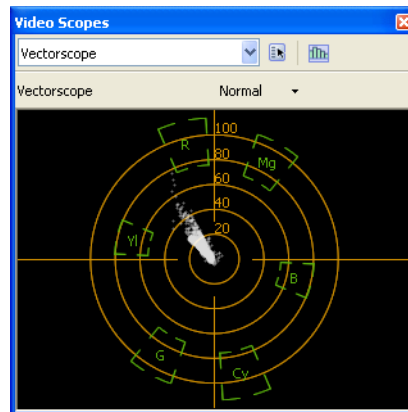 Video Scopes
Vectorscope
Vectorscope Normal
100
R
80
Mg
60
40
20
Yl
B
G
Cy